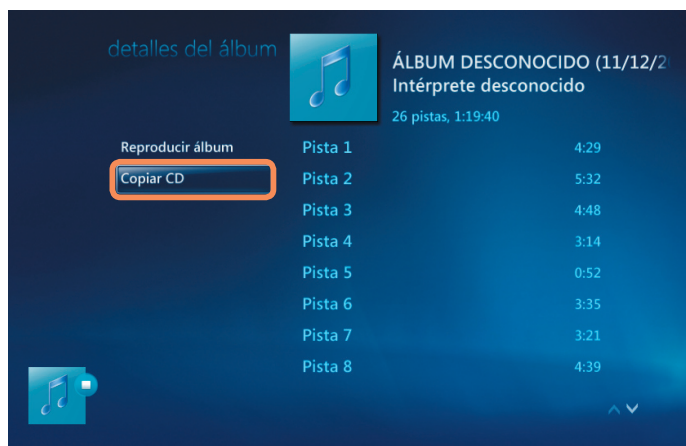 detalles del álbum
ÁLBUM DESCONOCIDO (11/12/2
Intérprete desconocido
26 pistas, 1:19:40
Reproducir álbum
Copiar CD
Pista 1 4:29
Pista 2 5:32
Pista 3 4:48
Pista 4 3:14
Pista 5 0:52
Pista 6 3:35
Pista 7 3:21
Pista 8 4:39